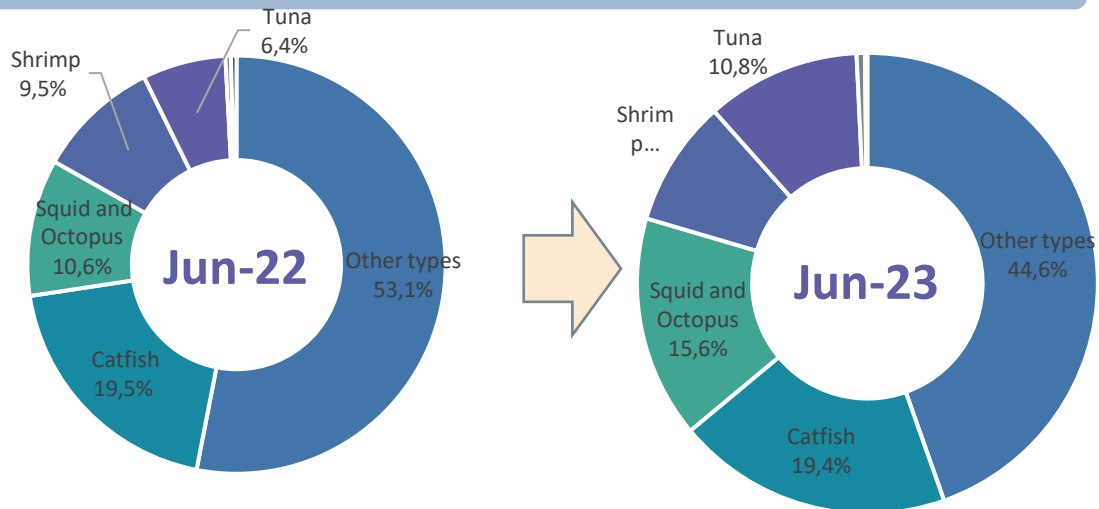 Tuna
6,4%
Shrimp
9,5%
Squid and
Octopus
10,6%
Jun-22
Other types
53,1%
Catfish
19,5%
Tuna
10,8%
Shrim
p...
Squid and
Octopus
15,6%
Jun-23
Other types
44,6%
Catfish
19,4%